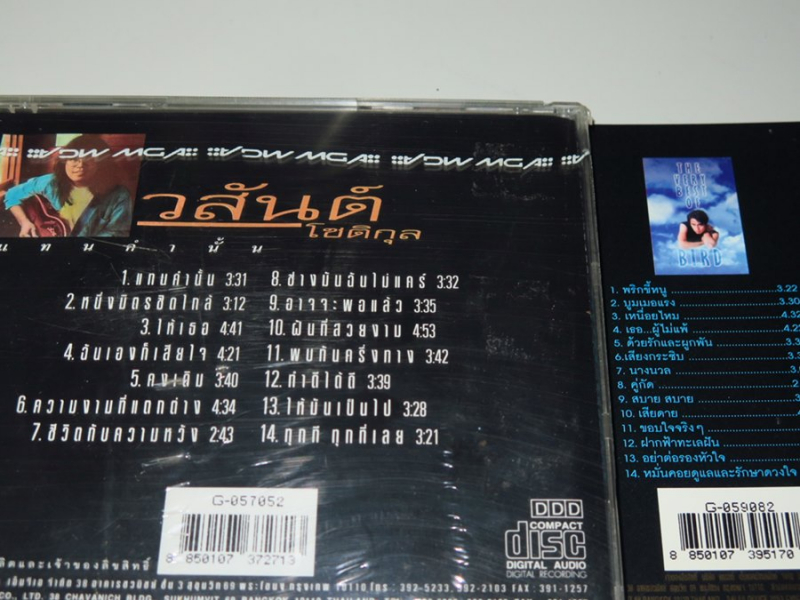 MGA
MGA
MGA
วสันต์
โชติกุล
แทนคำนั้น
1.แทนคำนั้น 3:31
2.หนึ่งมิตรชิดใกล้ 3:12
3.ให้เธอ 4:41
4.ฉันเองก็เสียใจ 4:21
5.คงเดิม 3:40
6.ความงามที่แตกต่าง 4:34
7.ชีวิตกับความหวัง 2:43
8.ช่างมันฉันไม่แคร์ 3:32
9.อาจจะพอแล้ว 3:35
10.ฝันที่สวยงาม 4:53
11.พบกันครึ่งทาง 3:42
12.ทำดีได้ดี 3:39
13.ให้มันเป็นไป 3:28
14.ทุกที ทุกที่เลย 3:21
G-057052
8 850107 372713
DDD
COMPACT
disc
DIGITAL AUDIO
DIGITAL RECORDING
THE
VERY
BEST
OF
BIRD
1. พริกขี้หนู 3.22
2. บูมเมอแรง 3.30
3. เหนื่อยไหม 4.32
4. เธอ...ผู้ไม่แพ้
5. ด้วยรักและผูกพัน
6.เสียงกระซิบ
7. นางนวล
8. คู่กัด
9. สบาย สบาย
10. เสียดาย
11. ขอบใจจริงๆ
12. ฝากฟ้าทะเลฝัน
13. อย่าต่อรองหัวใจ
14. หมั่นคอยดูแลและรักษาดวงใจ
G-059082
8 850107 395170